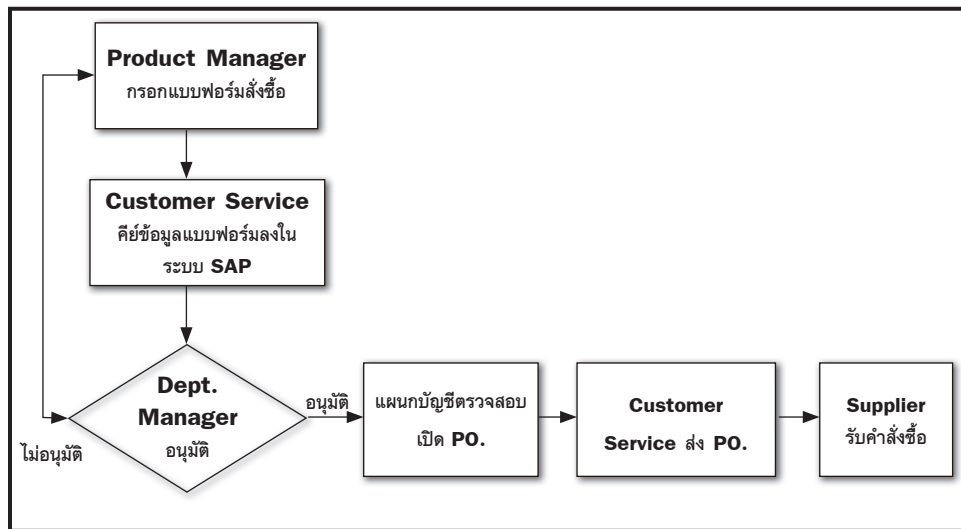 Product Manager
กรอกแบบฟอร์มสั่งซื้อ
Customer Service
คีย์ข้อมูลแบบฟอร์มลงใน
ระบบ SAP
Dept.
Manager
อนุมัติ
ไม่อนุมัติ
อนุมัติ
แผนกบัญชีตรวจสอบ
เปิด PO.
Customer
Service ส่ง PO.
Supplier
รับคำสั่งซื้อ